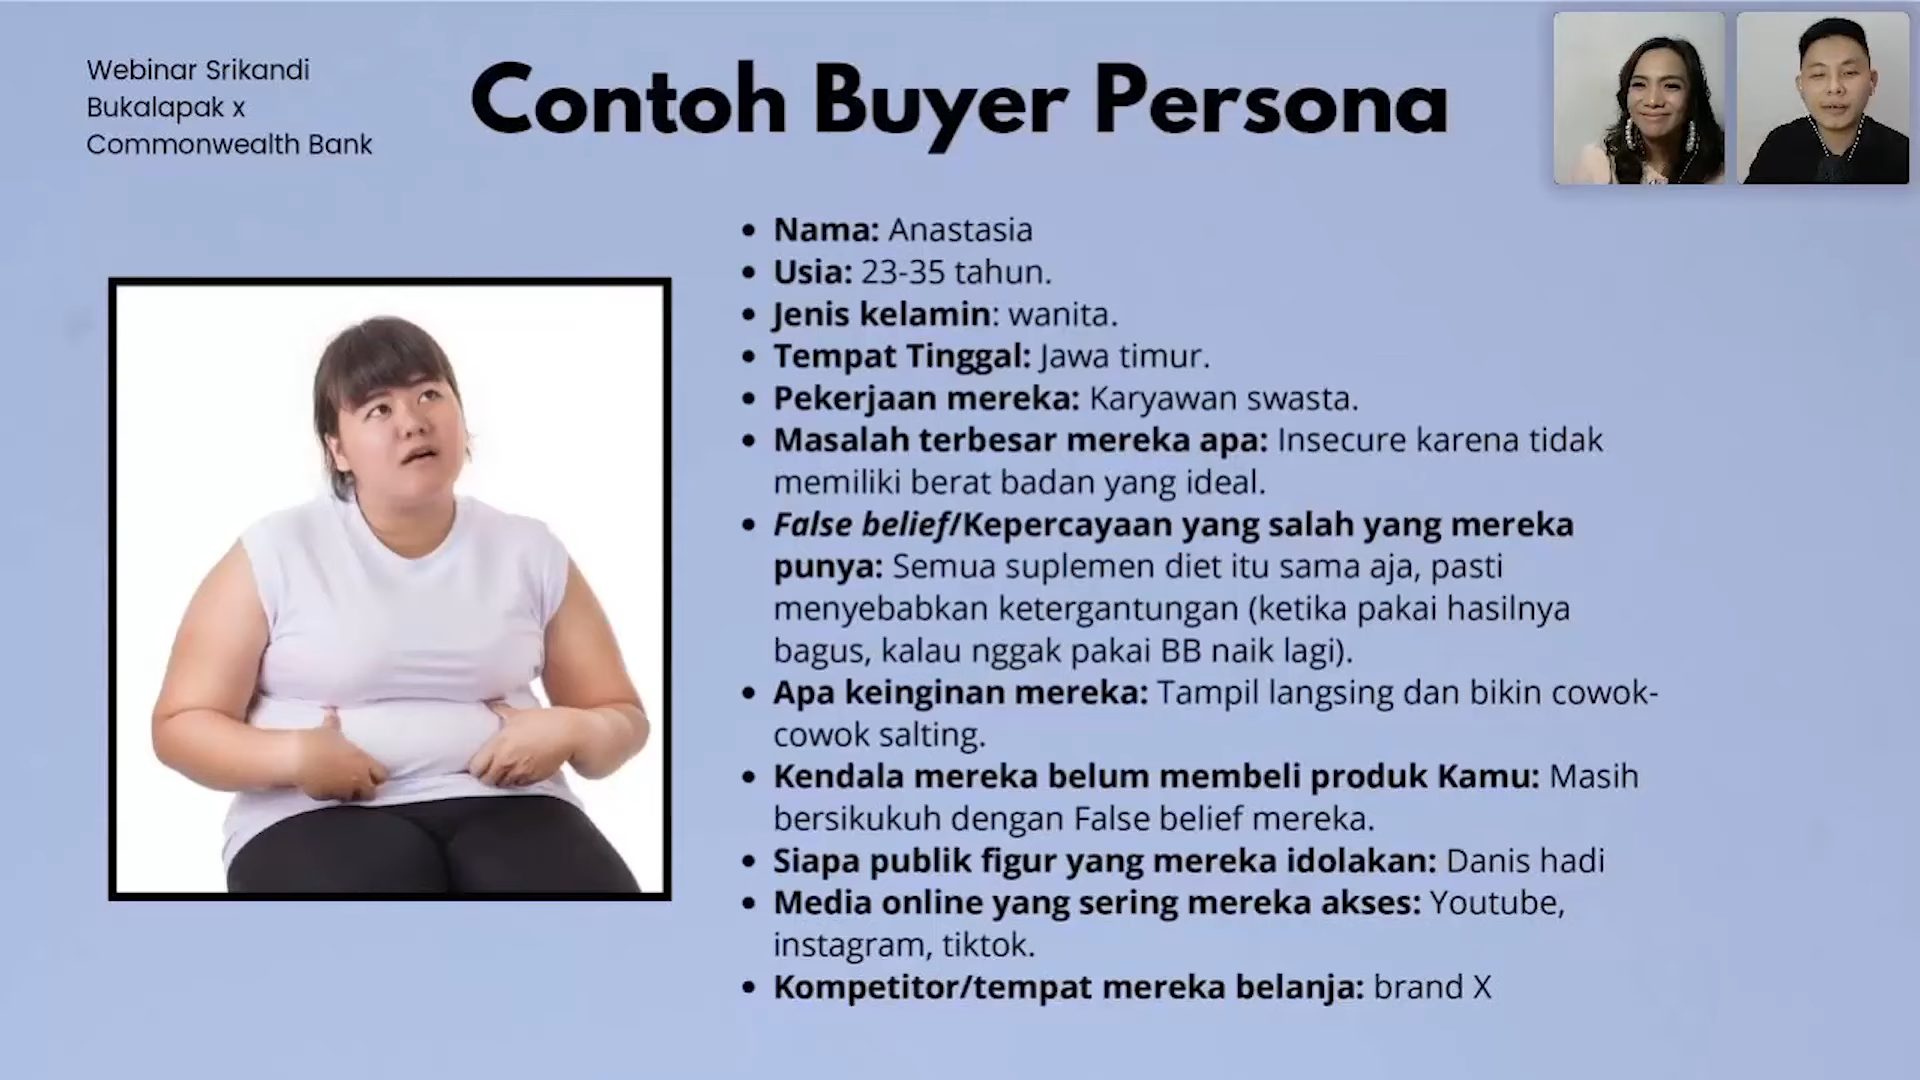 Webinar Srikandi
Bukalapak x
Commonwealth Bank
Contoh Buyer Persona
• Nama: Anastasia
• Usia: 23-35 tahun.
• Jenis kelamin: wanita.
• Tempat Tinggal: Jawa timur.
• Pekerjaan mereka: Karyawan swasta.
• Masalah terbesar mereka apa: Insecure karena tidak
memiliki berat badan yang ideal.
• False belief/Kepercayaan yang salah yang mereka
punya: Semua suplemen diet itu sama aja, pasti
menyebabkan ketergantungan (ketika pakai hasilnya
bagus, kalau nggak pakai BB naik lagi).
• Apa keinginan mereka: Tampil langsing dan bikin cowok-
cowok salting.
• Kendala mereka belum membeli produk Kamu: Masih
bersikukuh dengan False belief mereka.
• Siapa publik figur yang mereka idolakan: Danis hadi
• Media online yang sering mereka akses: Youtube,
instagram, tiktok.
• Kompetitor/tempat mereka belanja: brand X